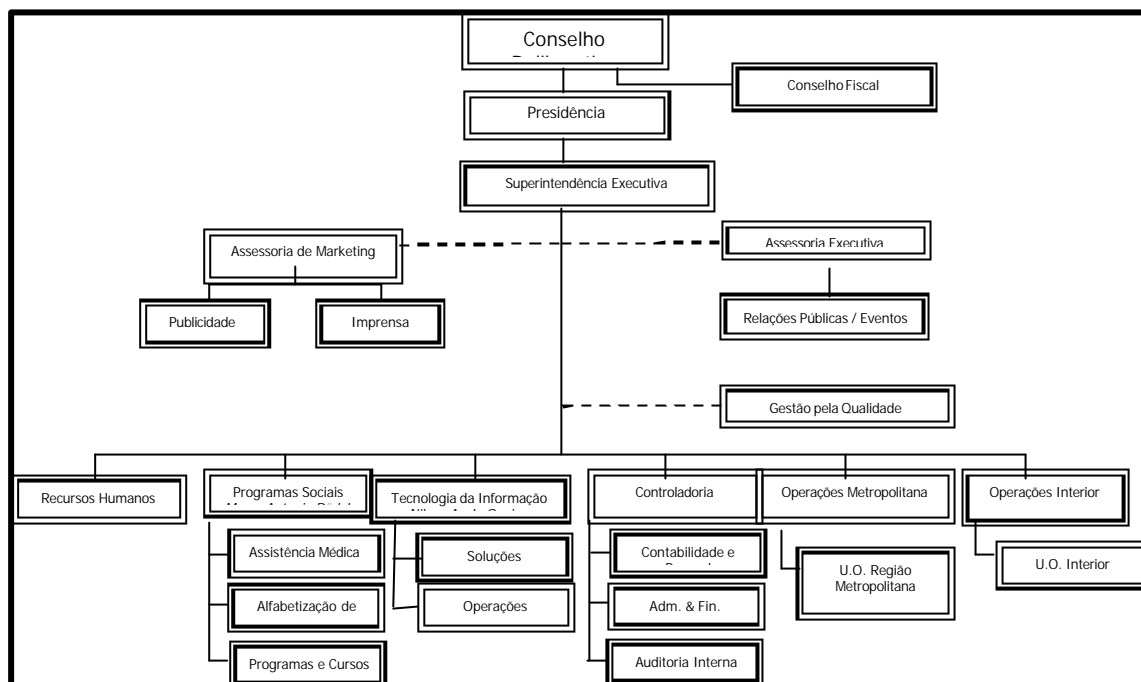 Conselho
Conselho Fiscal
Presidência
Superintendência Executiva
Assessoria de Marketing
Assessoria Executiva
Publicidade
Imprensa
Relações Públicas / Eventos
Gestão pela Qualidade
Recursos Humanos
Programas Sociais
Tecnologia da Informação
Controladoria
Operações Metropolitana
Operações Interior
Assistência Médica
Alfabetização de
Programas e Cursos
Soluções
Operações
Contabilidade e
Adm. & Fin.
Auditoria Interna
U.O. Região
Metropolitana
U.O. Interior